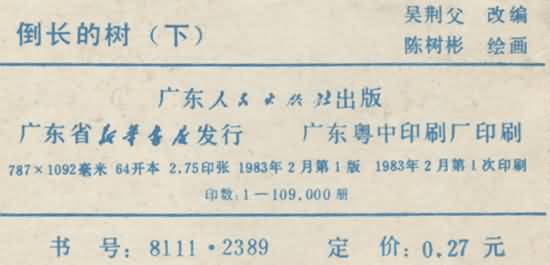 倒长的树（下）
吴荆父 改编
陈树彬 绘画
广东人民出版社出版
广东省新华书店发行 广东粤中印刷厂印刷
787×1092毫米 64开本 2.75印张 1983年2月第1版 1983年2月第1次印刷
印数：1—109,000册
书号：8111·2389 定价：0.27元